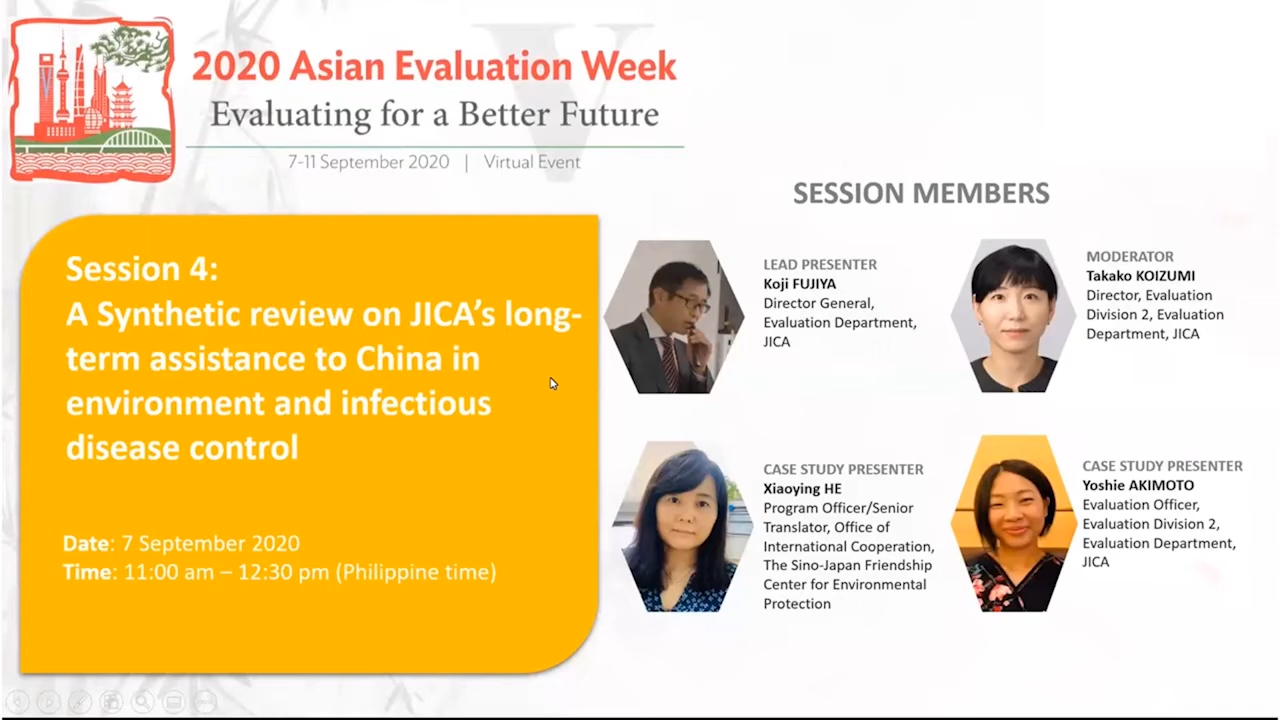 2020 Asian Evaluation Week
Evaluating for a Better Future
7-11 September 2020 | Virtual Event
Session 4:
A Synthetic review on JICA's long-
term assistance to China in
environment and infectious
disease control
Date: 7 September 2020
Time: 11:00 am – 12:30 pm (Philippine time)
SESSION MEMBERS
LEAD PRESENTER
Koji FUJIYA
Director General,
Evaluation Department,
JICA
MODERATOR
Takako KOIZUMI
Director, Evaluation
Division 2, Evaluation
Department, JICA
CASE STUDY PRESENTER
Xiaoying HE
Program Officer/Senior
Translator, Office of
International Cooperation,
The Sino-Japan Friendship
Center for Environmental
Protection
CASE STUDY PRESENTER
Yoshie AKIMOTO
Evaluation Officer,
Evaluation Division 2,
Evaluation Department,
JICA